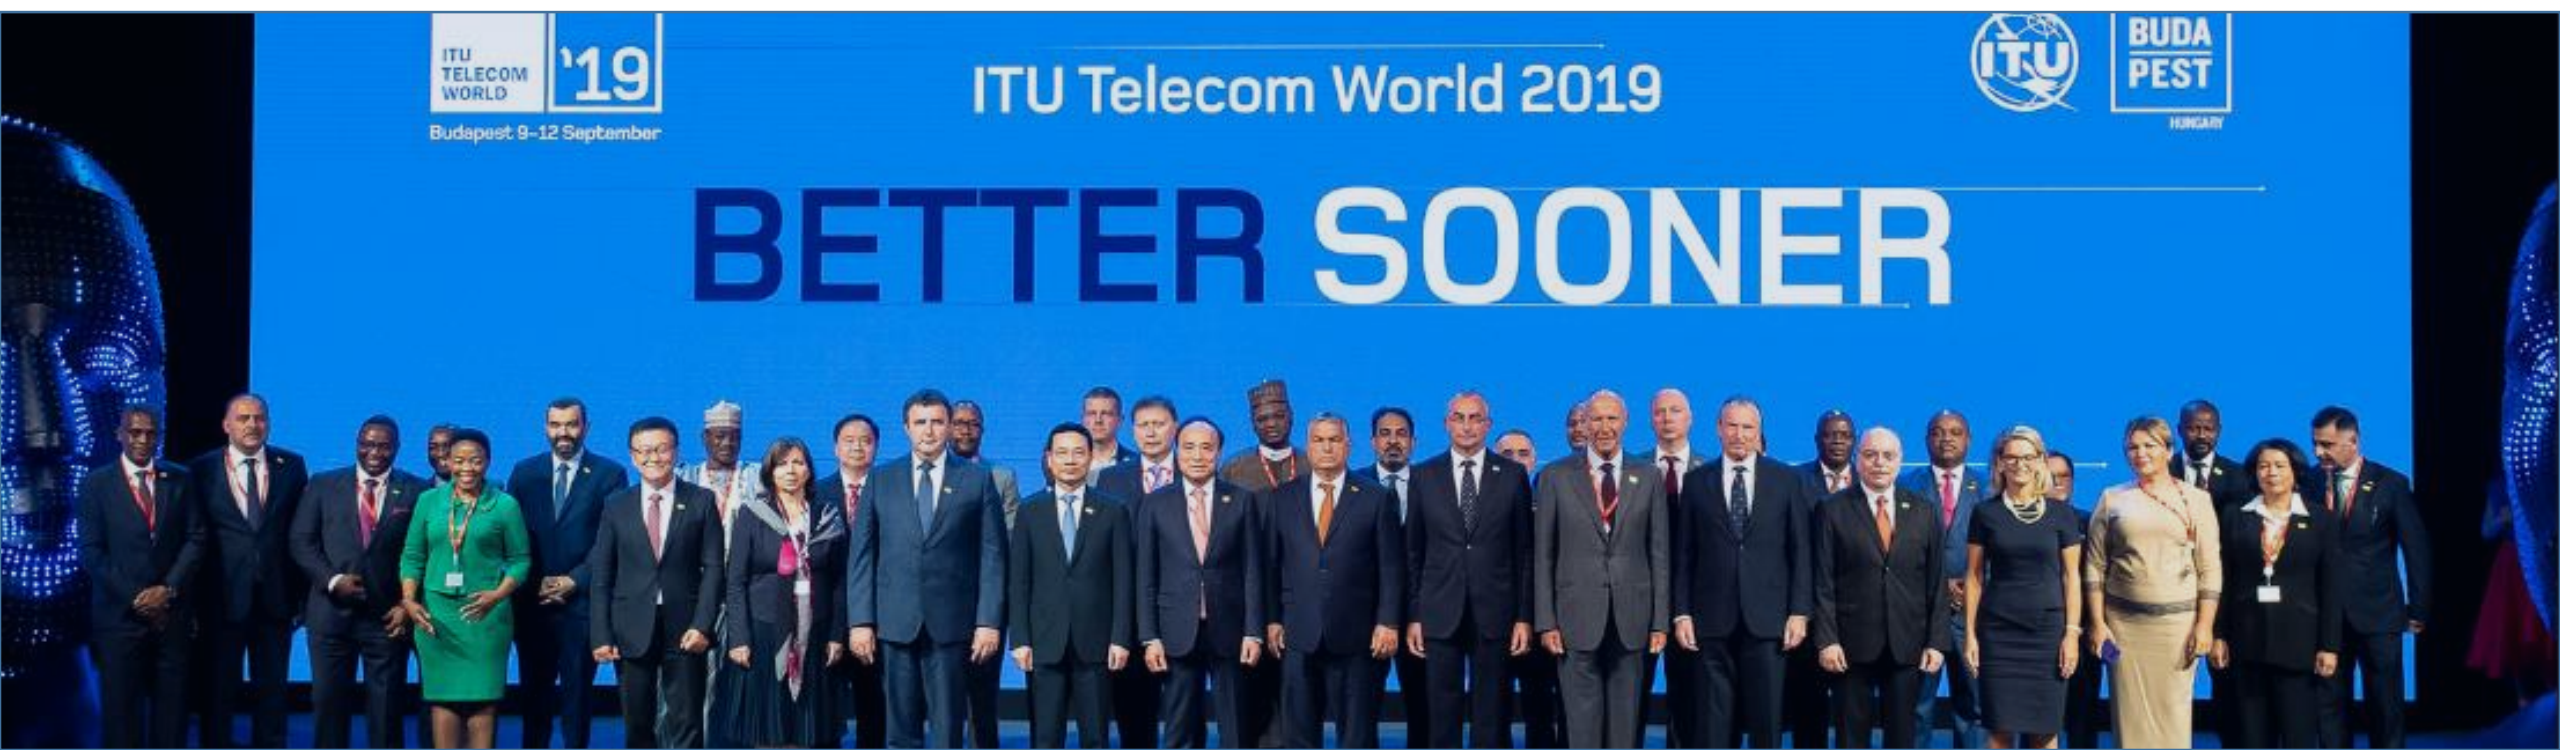 ITU
TELECOM
WORLD
'19
Budapest 9–12 September
ITU Telecom World 2019
ITU
BUDA
PEST
HUNGARY
BETTER SOONER